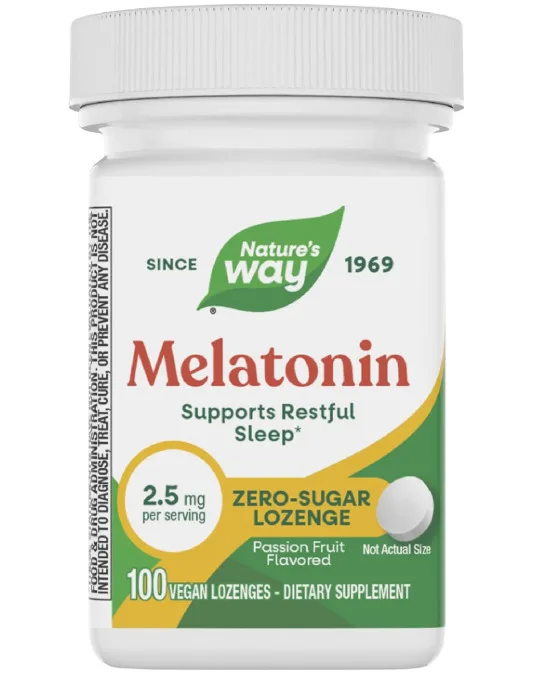 Nature's
way®
SINCE
1969
Melatonin
Supports Restful
Sleep*
2.5 mg
per serving
ZERO-SUGAR
LOZENGE
Passion Fruit
Flavored
Not Actual Size
100 VEGAN LOZENGES - DIETARY SUPPLEMENT
FOOD & DRUG ADMINISTRATION. THIS PRODUCT IS NOT
INTENDED TO DIAGNOSE, TREAT, CURE, OR PREVENT ANY DISEASE.